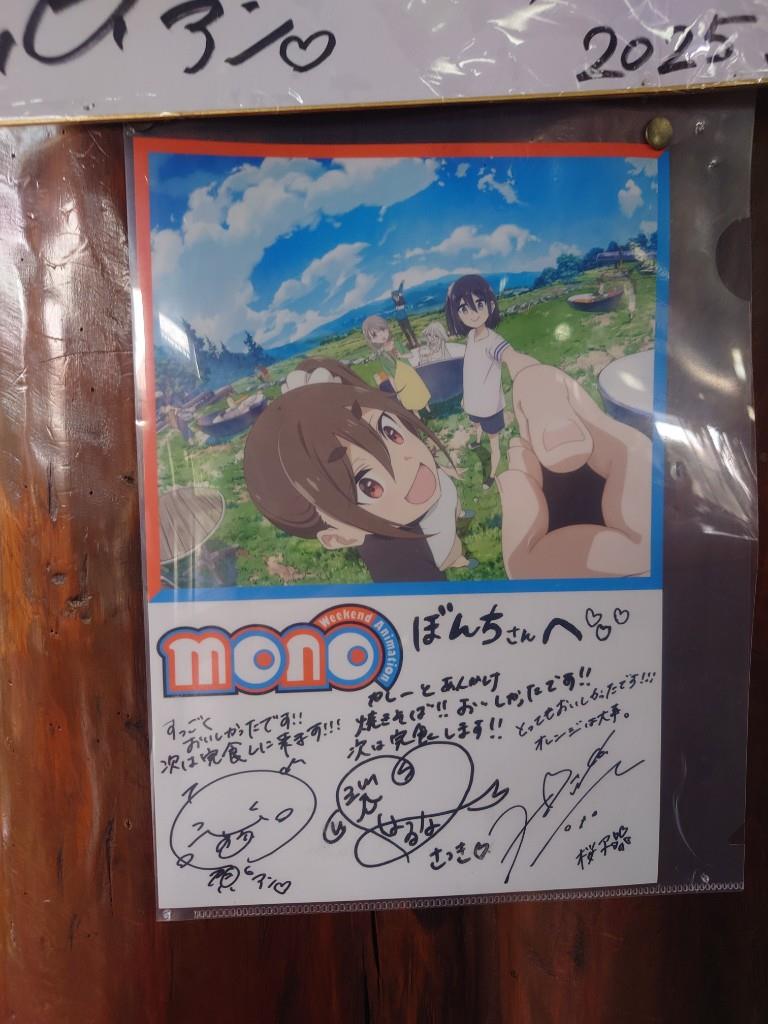 アン♡
2025.
mono
Weekend Animation
ぼんちさんへ♡♡♡
すっごく
おいしかったです!!
次は完食しに来ます!!!
カレーとあんかけ
焼きそば!! おいしかったです!!
次は完食します!!
とってもおいしかったです!!!
オレンジは大事。
はるな
さつき♡
アン♡
桜子